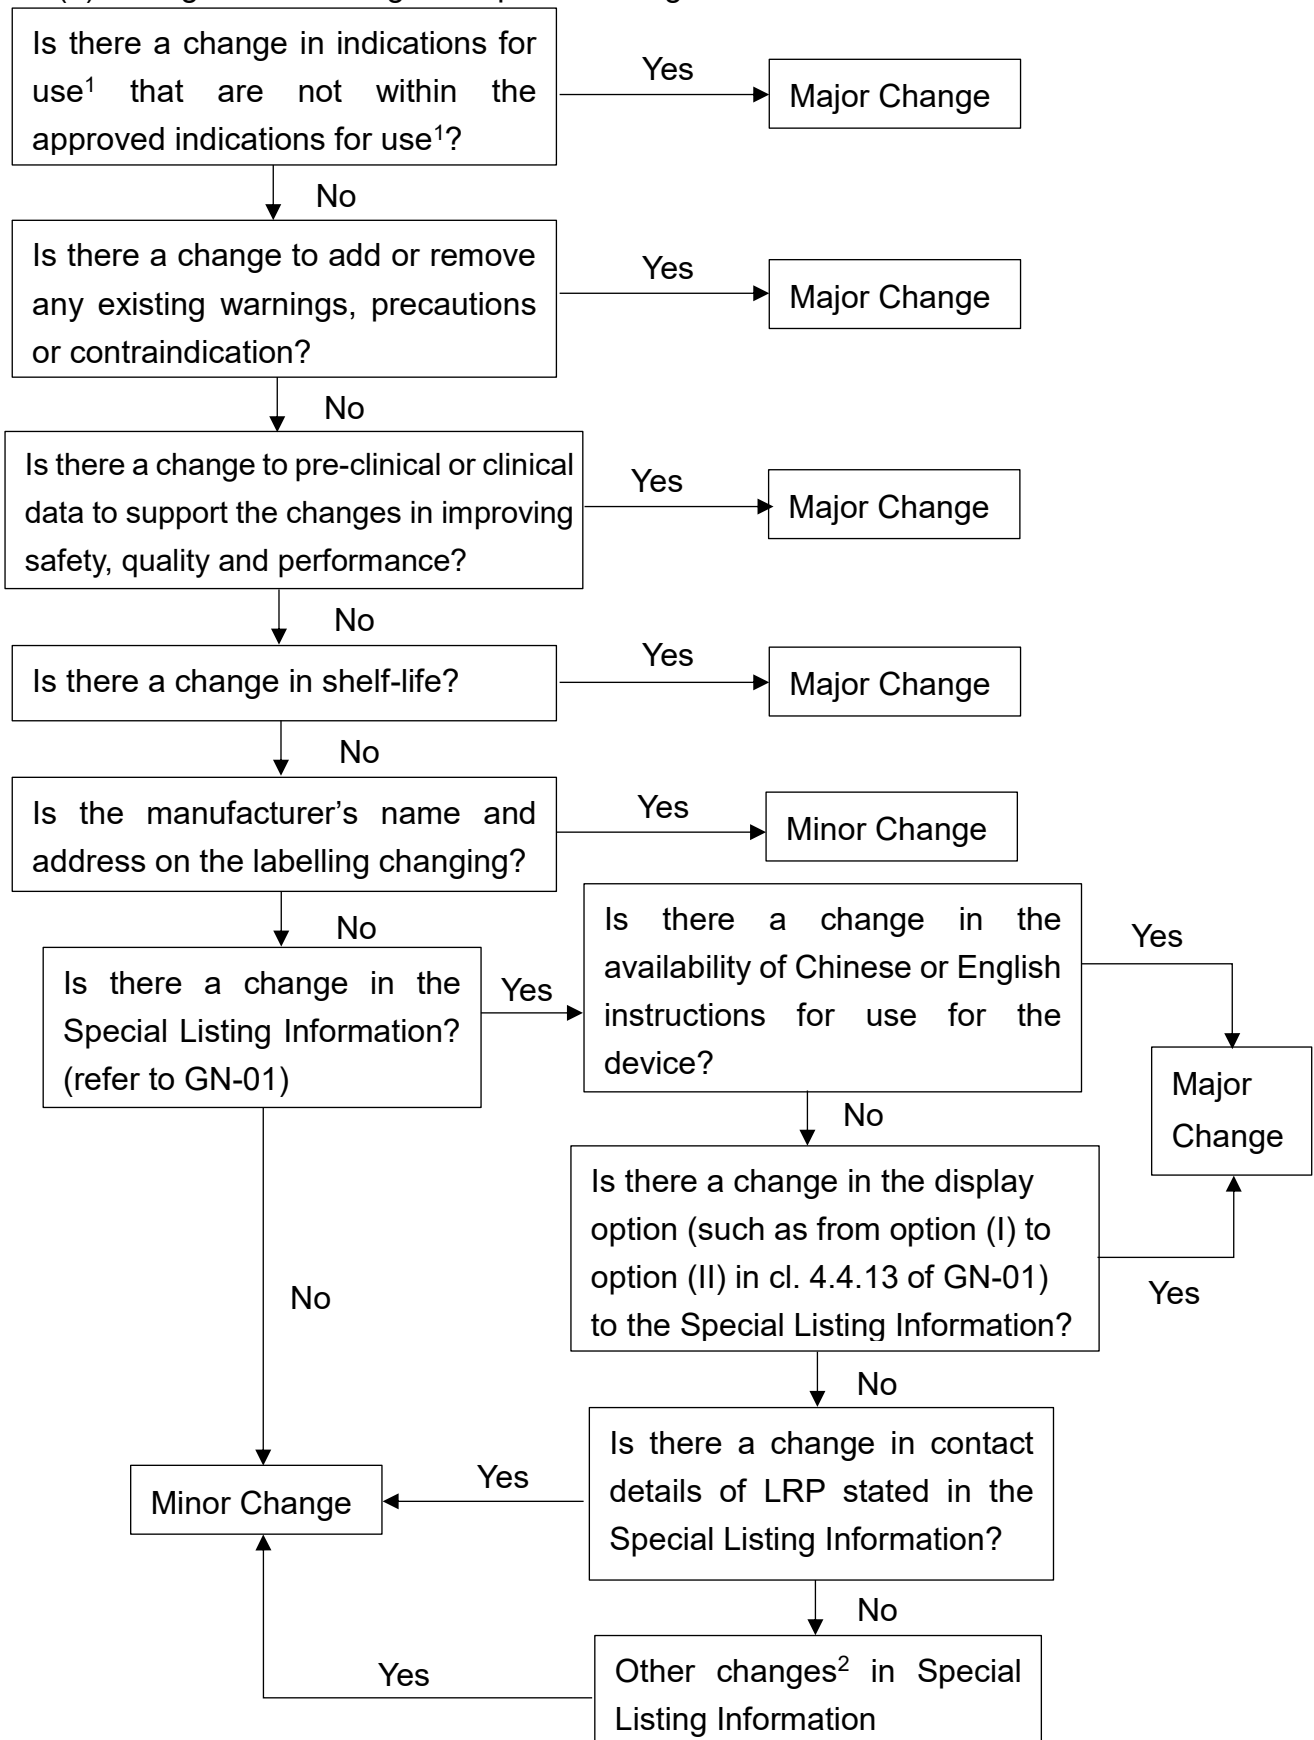 Is there a change in indications for
use¹ that are not within the
approved indications for use¹?
Yes
Major Change
No
Is there a change to add or remove
any existing warnings, precautions
or contraindication?
Yes
Major Change
No
Is there a change to pre-clinical or clinical
data to support the changes in improving
safety, quality and performance?
Yes
Major Change
No
Is there a change in shelf-life?
Yes
Major Change
No
Is the manufacturer’s name and
address on the labelling changing?
Yes
Minor Change
No
Is there a change in the
Special Listing Information?
(refer to GN-01)
Yes
Is there a change in the
availability of Chinese or English
instructions for use for the
device?
Yes
Major
Change
No
Is there a change in the display
option (such as from option (I) to
option (II) in cl. 4.4.13 of GN-01)
to the Special Listing Information?
Yes
No
No
Is there a change in contact
details of LRP stated in the
Special Listing Information?
Yes
Minor Change
No
Other changes² in Special
Listing Information
Yes